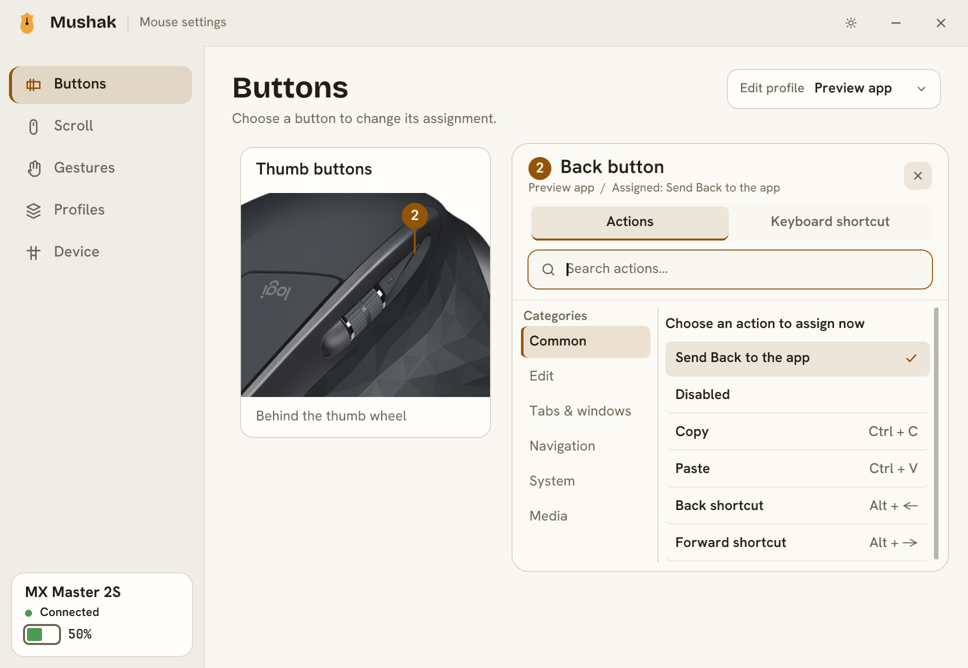 Mushak
Mouse settings
Buttons
Scroll
Gestures
Profiles
Device
MX Master 2S
Connected
50%
Buttons
Choose a button to change its assignment.
Edit profile Preview app
Thumb buttons
2
logi
Behind the thumb wheel
2 Back button
Preview app / Assigned: Send Back to the app
Actions
Keyboard shortcut
Search actions...
Categories
Common
Edit
Tabs & windows
Navigation
System
Media
Choose an action to assign now
Send Back to the app
Disabled
Copy Ctrl + C
Paste Ctrl + V
Back shortcut Alt + ←
Forward shortcut Alt + →